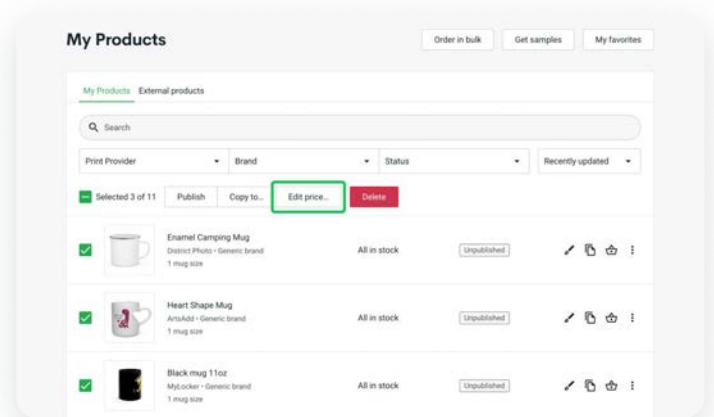 My Products
Order in bulk
Get samples
My favorites
My Products
External products
Search
Print Provider
Brand
Status
Recently updated
Selected 3 of 11
Publish
Copy to...
Edit price...
Delete
Enamel Camping Mug
District Photo • Generic brand
1 mug size
All in stock
Unpublished
Heart Shape Mug
ArtsAdd • Generic brand
1 mug size
All in stock
Unpublished
Black mug 11oz
MyLocker • Generic brand
1 mug size
All in stock
Unpublished